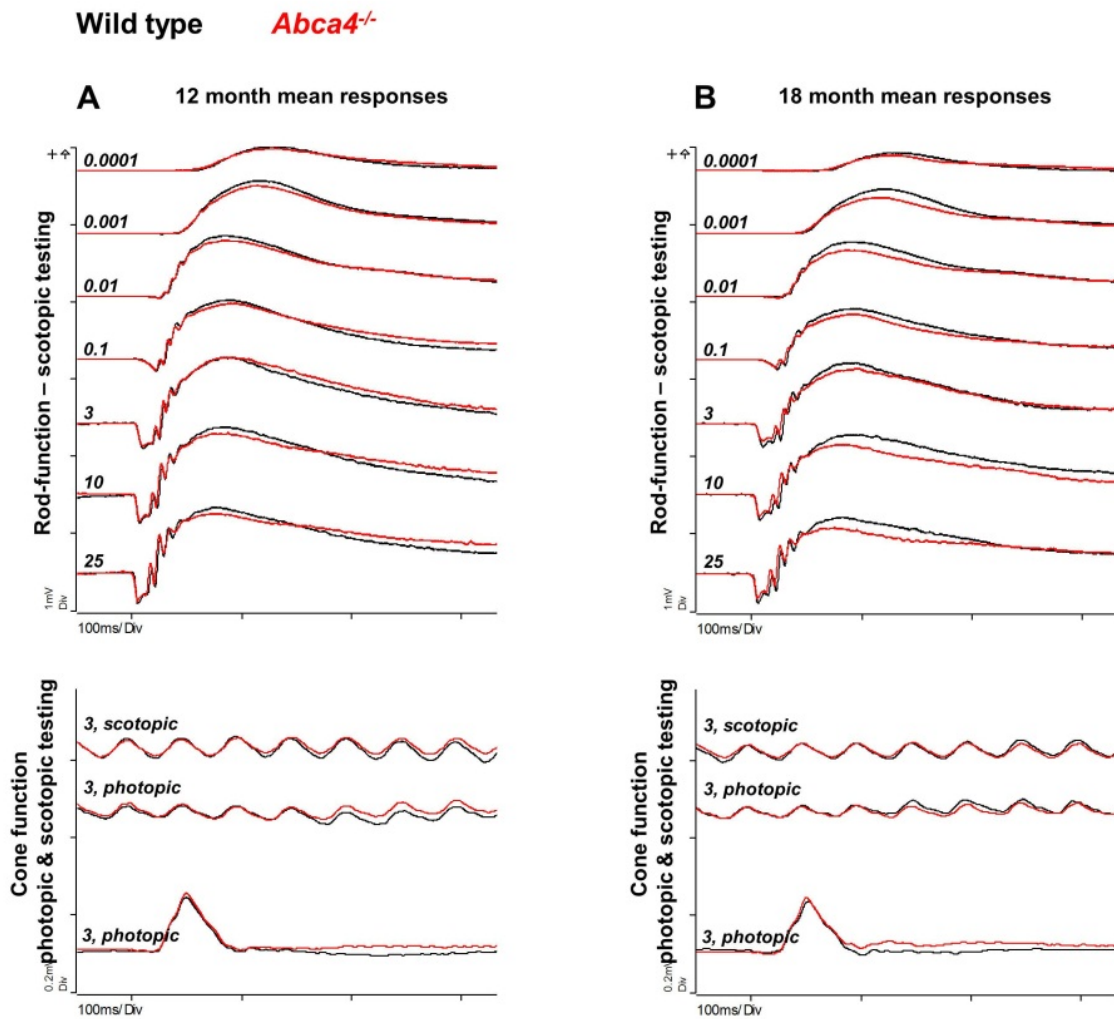 Wild type Abca4-/-
A 12 month mean responses
Rod-function – scotopic testing
+
0.0001
0.001
0.01
0.1
3
10
25
1mV
Div
100ms/Div
Cone function
photopic & scotopic testing
3, scotopic
3, photopic
3, photopic
0.2mV
Div
100ms/Div
B 18 month mean responses
Rod-function – scotopic testing
+
0.0001
0.001
0.01
0.1
3
10
25
1mV
Div
100ms/Div
Cone function
photopic & scotopic testing
3, scotopic
3, photopic
3, photopic
0.2mV
Div
100ms/Div